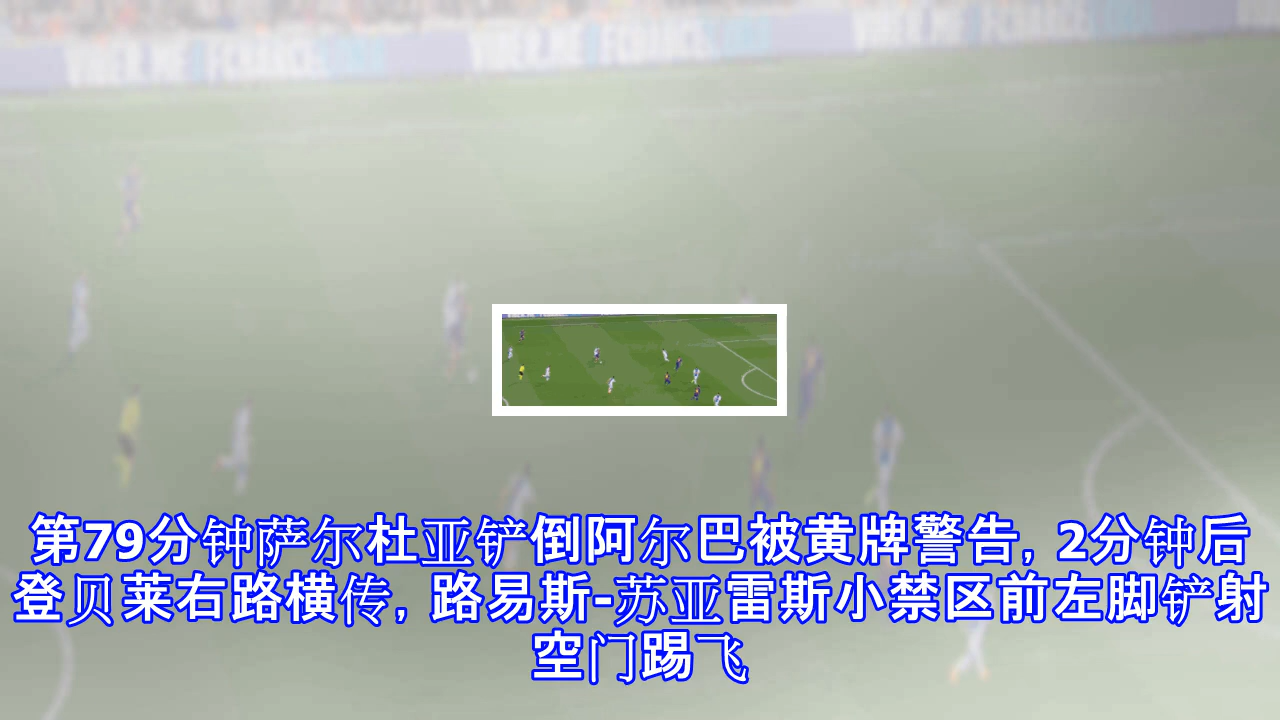 第79分钟萨尔杜亚铲倒阿尔巴被黄牌警告, 2分钟后
登贝莱右路横传, 路易斯-苏亚雷斯小禁区前左脚铲射
空门踢飞